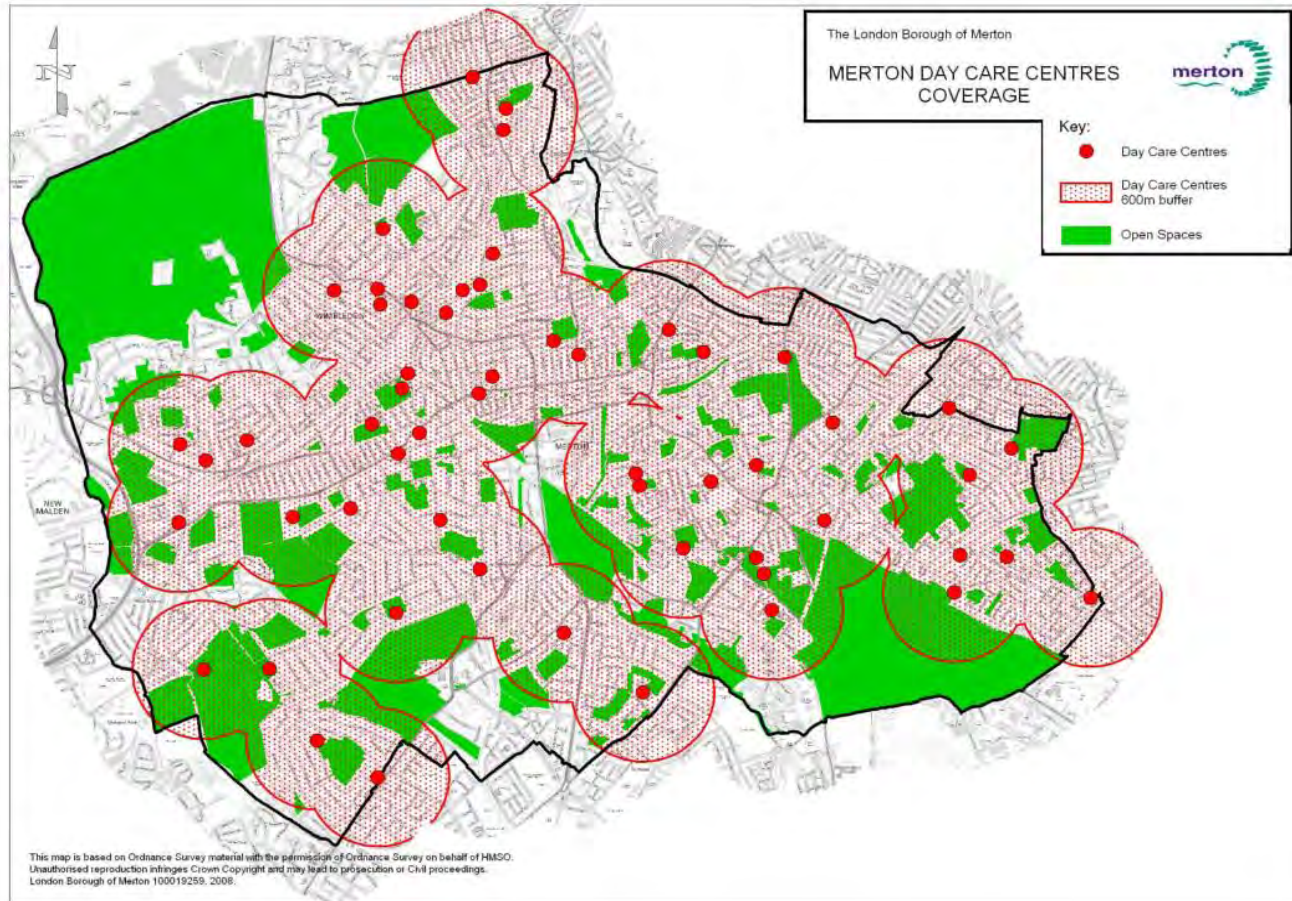 The London Borough of Merton
MERTON DAY CARE CENTRES
COVERAGE
merton
Key:
Day Care Centres
Day Care Centres
600m buffer
Open Spaces
N
WIMBLEDON
MERTON
NEW
MALDEN
This map is based on Ordnance Survey material with the permission of Ordnance Survey on behalf of HMSO.
Unauthorised reproduction infringes Crown Copyright and may lead to prosecution or Civil proceedings.
London Borough of Merton 100019259, 2008.